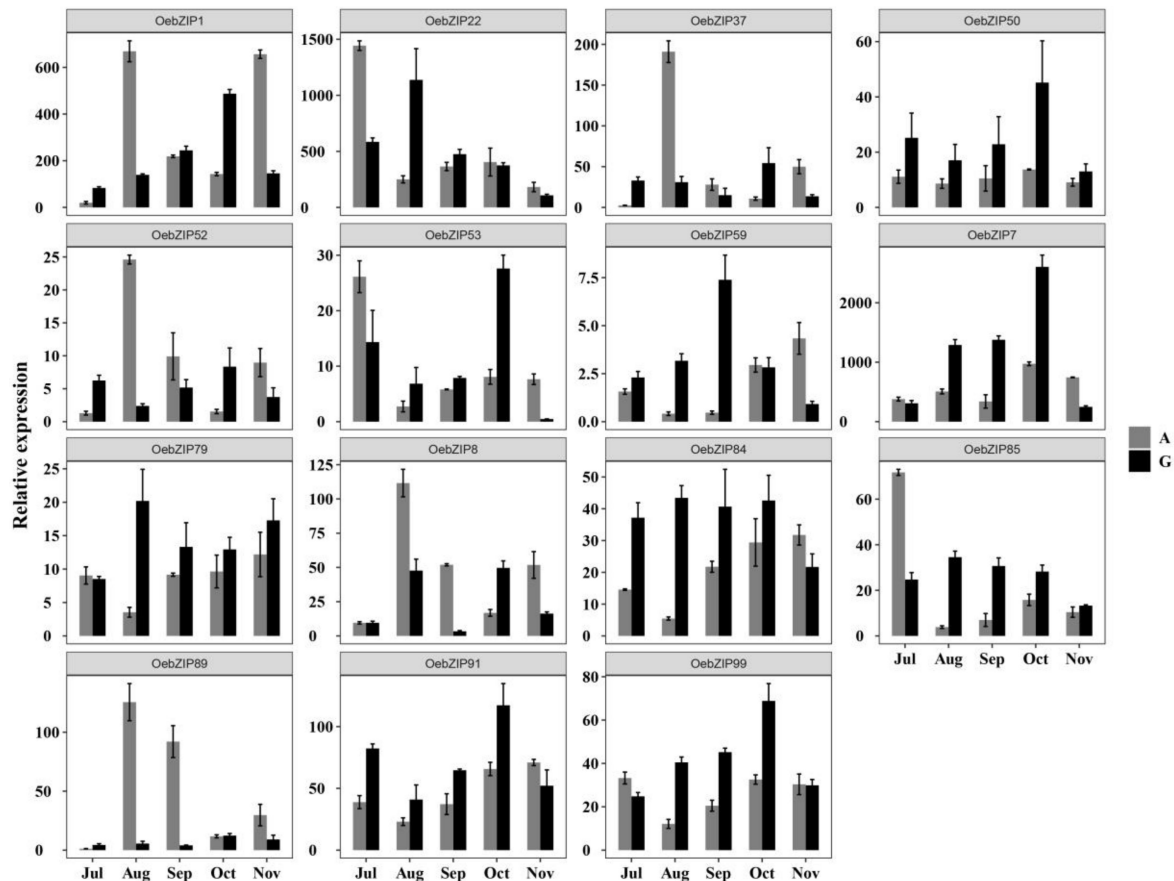 OebZIP1 OebZIP22 OebZIP37 OebZIP50
600 1500 200 60
400 1000 150 40
200 500 100 20
0 0 50 0
0
OebZIP52 OebZIP53 OebZIP59 OebZIP7
25 30 7.5 2000
20 20 5.0 1000
15 10 2.5 0
10 0 0.0
5
0
OebZIP79 OebZIP8 OebZIP84 OebZIP85
25 125 50 60
20 100 40 40
15 75 30 20
10 50 20 0
5 25 10
0 0 0
Jul Aug Sep Oct Nov
OebZIP89 OebZIP91 OebZIP99
100 100 80
50 50 60
0 0 40
20
0
Jul Aug Sep Oct Nov Jul Aug Sep Oct Nov Jul Aug Sep Oct Nov
Relative expression
A
G